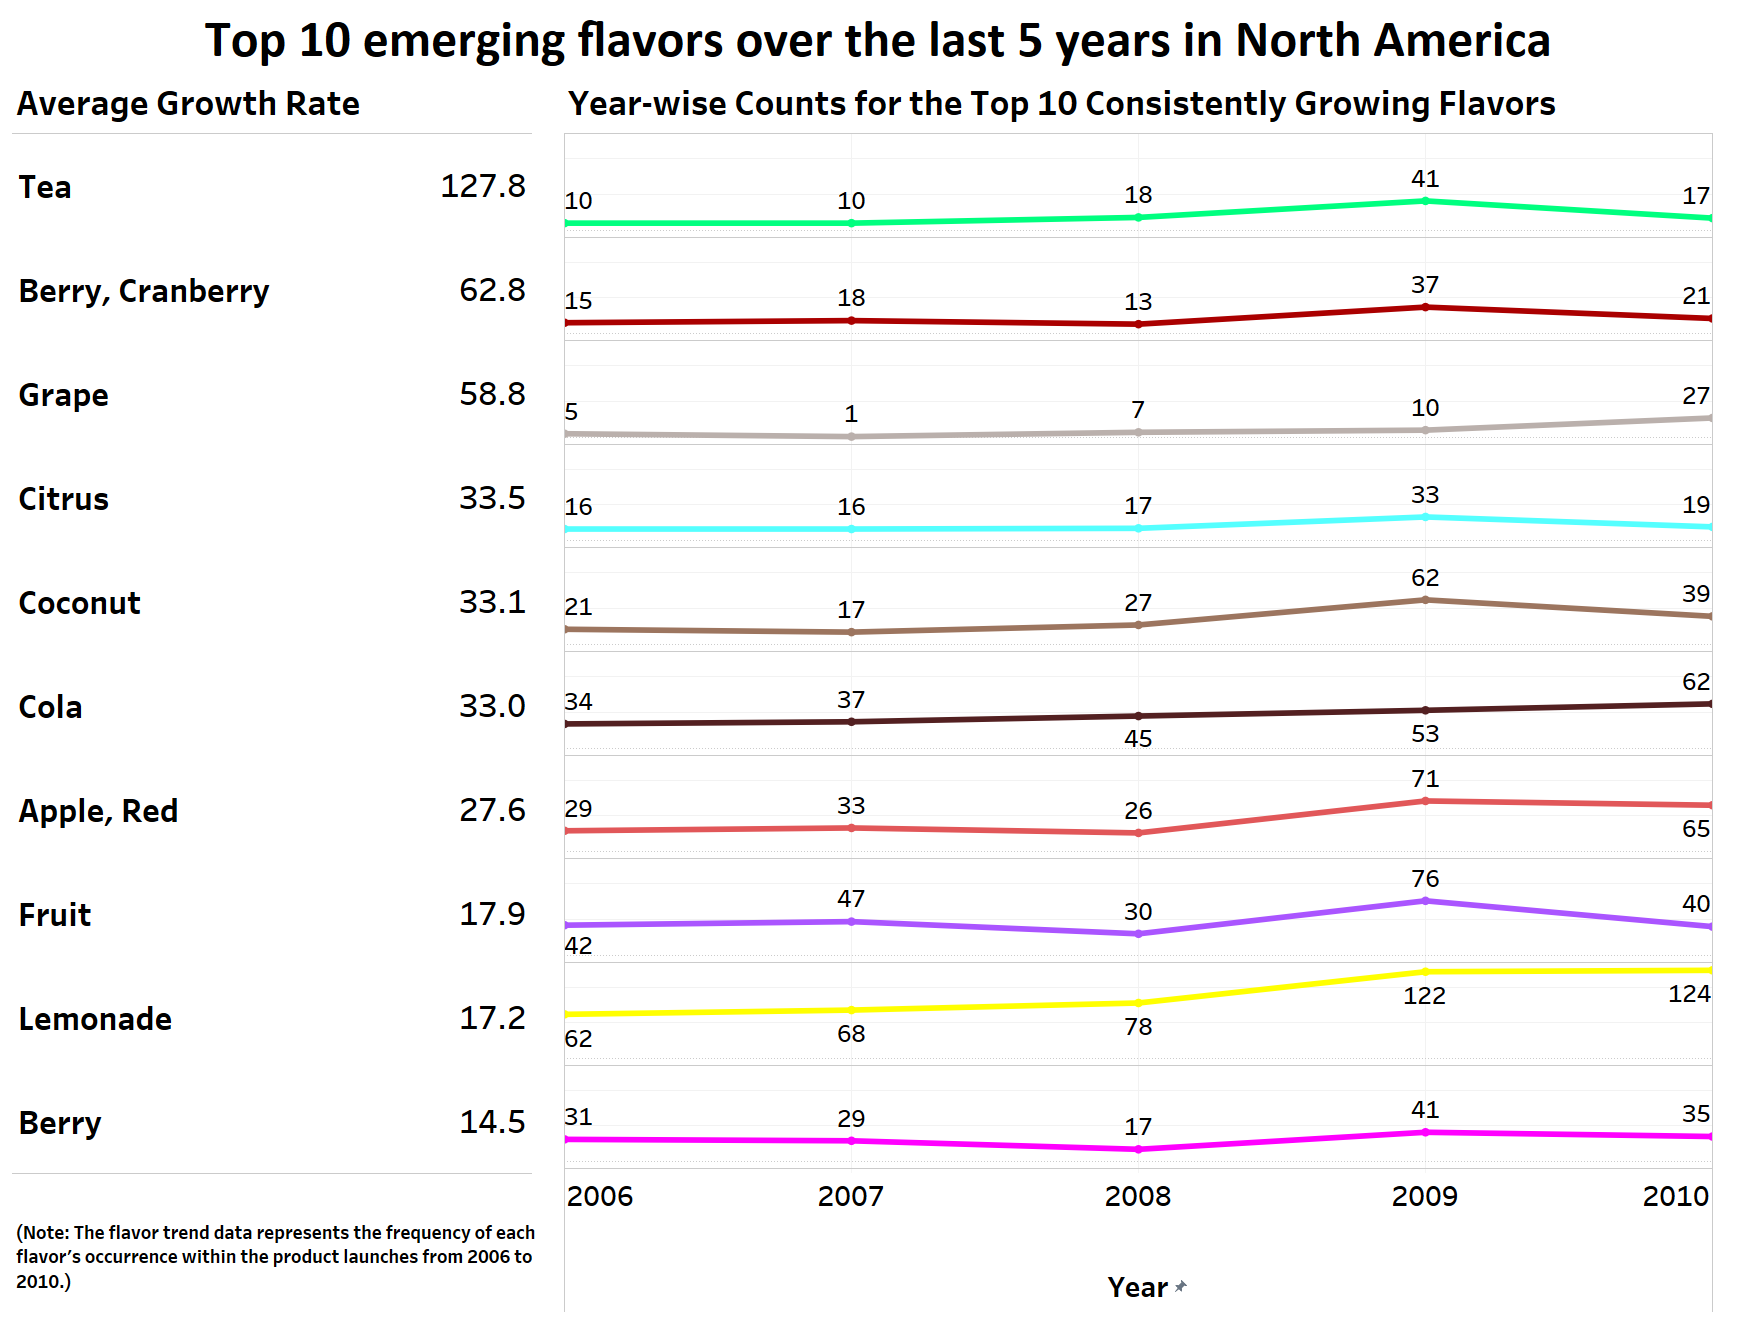 Top 10 emerging flavors over the last 5 years in North America
Average Growth Rate
Year-wise Counts for the Top 10 Consistently Growing Flavors
Tea 127.8
10 10 18 41 17
Berry, Cranberry 62.8
15 18 13 37 21
Grape 58.8
5 1 7 10 27
Citrus 33.5
16 16 17 33 19
Coconut 33.1
21 17 27 62 39
Cola 33.0
34 37 45 53 62
Apple, Red 27.6
29 33 26 71 65
Fruit 17.9
42 47 30 76 40
Lemonade 17.2
62 68 78 122 124
Berry 14.5
31 29 17 41 35
2006 2007 2008 2009 2010
(Note: The flavor trend data represents the frequency of each
flavor's occurrence within the product launches from 2006 to
2010.)
Year